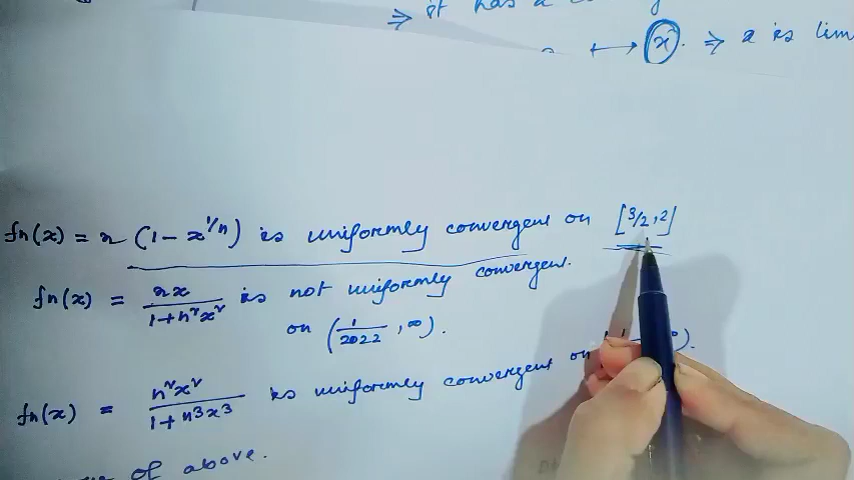 ⇒ it has a
⟷ x. ⇒ x is lim
fn(x) = n (1 - x^1/n) is uniformly convergent on [3/2, 2]
fn(x) = nx / 1+n²x² is not uniformly convergent.
on (1/2022, ∞).
fn(x) = n²x² / 1+n³x³ is uniformly convergent on
of above.